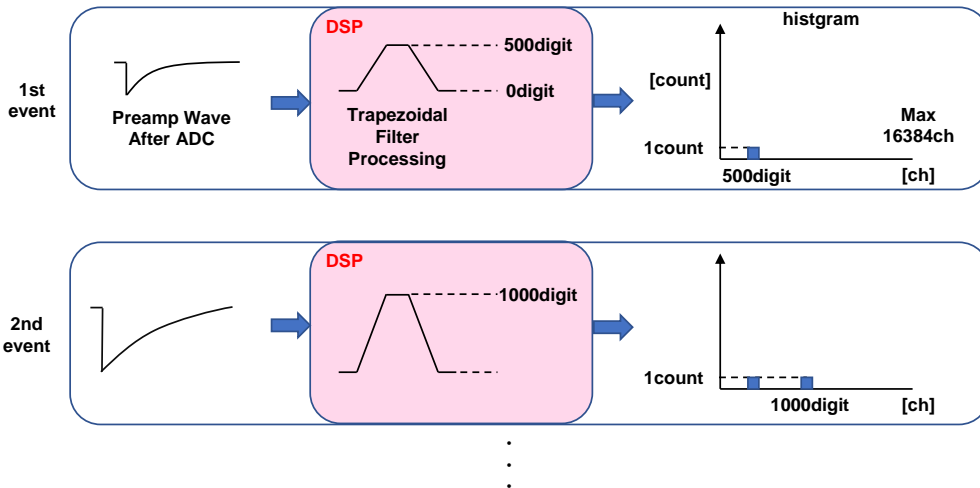 histgram
DSP
500digit
[count]
1st
event
0digit
Preamp Wave
After ADC
Trapezoidal
Filter
Processing
Max
16384ch
1count
500digit
[ch]
DSP
1000digit
2nd
event
1count
1000digit
[ch]